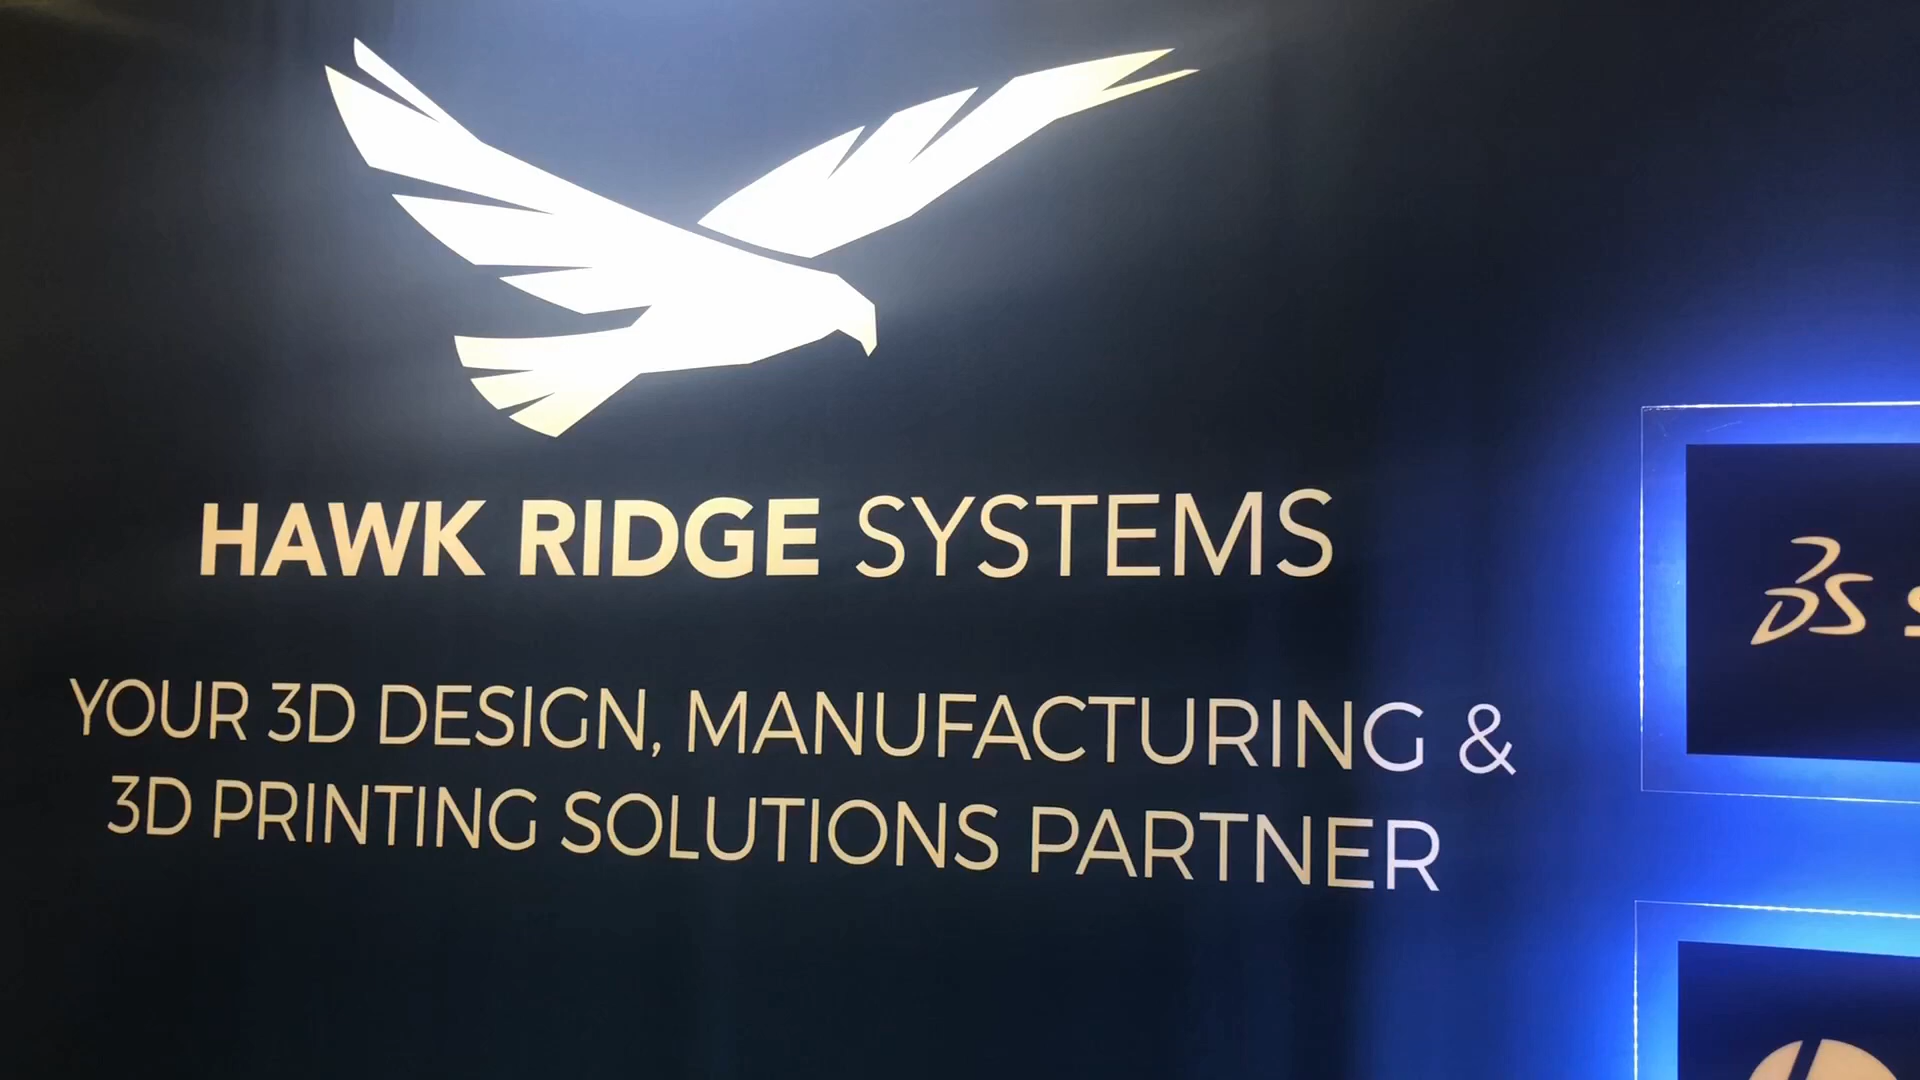 HAWK RIDGE SYSTEMS
YOUR 3D DESIGN, MANUFACTURING &
3D PRINTING SOLUTIONS PARTNER